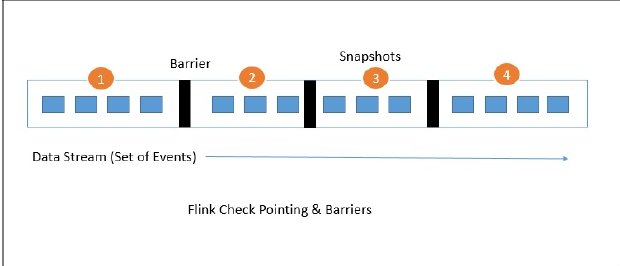 Barrier
Snapshots
1
2
3
4
Data Stream (Set of Events)
Flink Check Pointing & Barriers